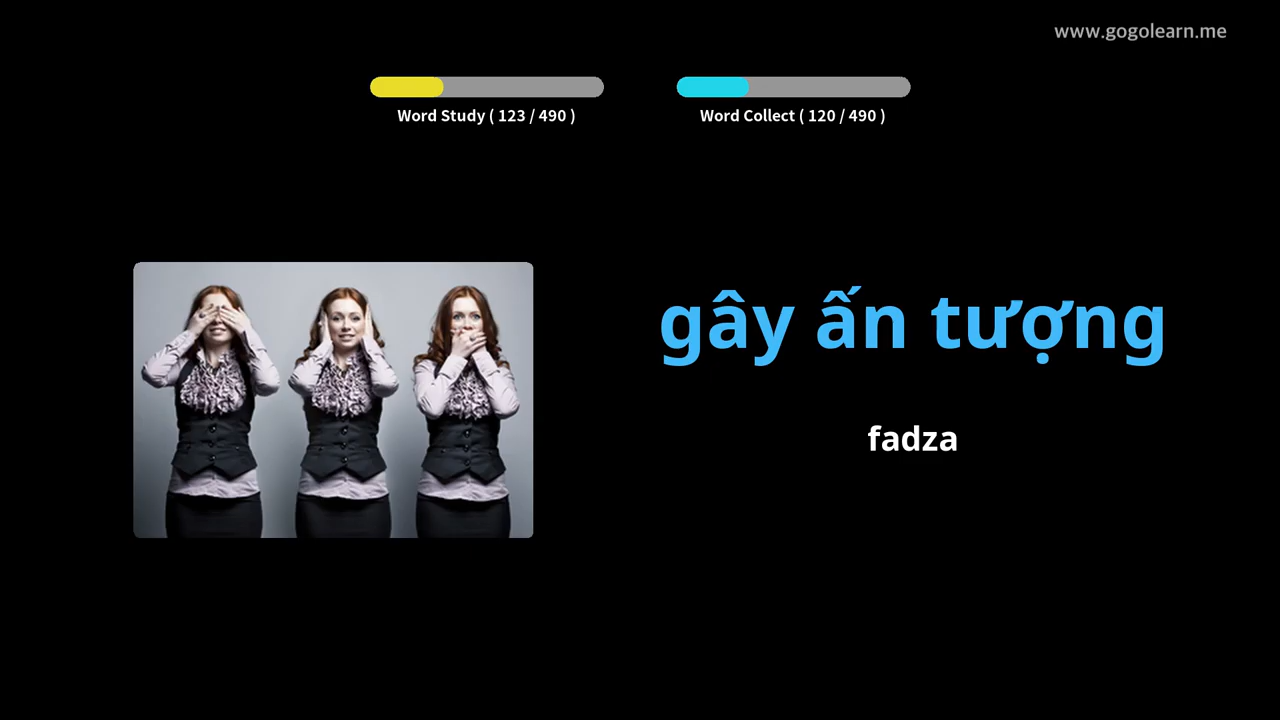 www.gogolearn.me
Word Study ( 123 / 490 )
Word Collect ( 120 / 490 )
gây ấn tượng
fadza